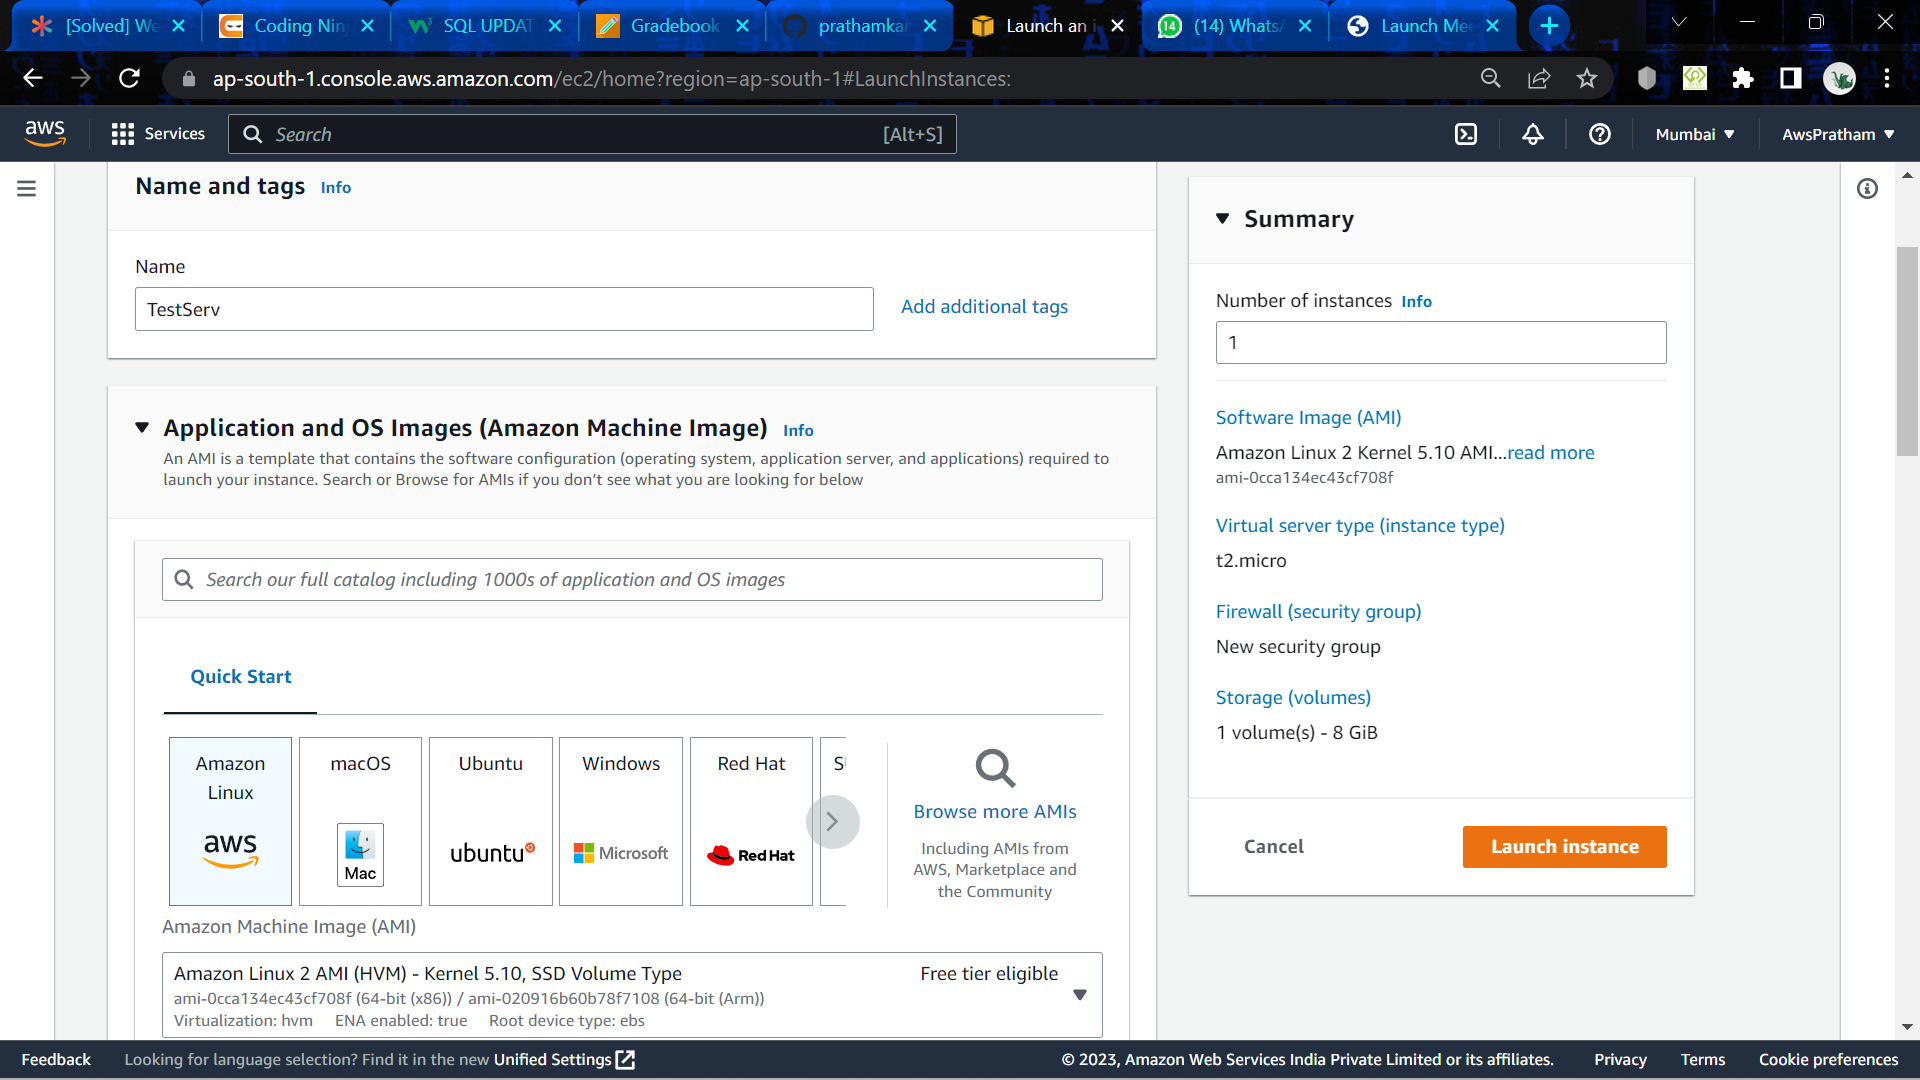 [Solved] We
Coding Nin
SQL UPDAT
Gradebook
prathamkar
Launch an i
14
(14) Whats
Launch Mee
ap-south-1.console.aws.amazon.com/ec2/home?region=ap-south-1#LaunchInstances:
aws
Services
Search
[Alt+S]
Mumbai
AwsPratham
Name and tags Info
Name
TestServ
Add additional tags
Application and OS Images (Amazon Machine Image) Info
An AMI is a template that contains the software configuration (operating system, application server, and applications) required to
launch your instance. Search or Browse for AMIs if you don’t see what you are looking for below
Search our full catalog including 1000s of application and OS images
Quick Start
Amazon
Linux
aws
macOS
Mac
Ubuntu
ubuntu
Windows
Microsoft
Red Hat
Red Hat
Browse more AMIs
Including AMIs from
AWS, Marketplace and
the Community
Amazon Machine Image (AMI)
Amazon Linux 2 AMI (HVM) - Kernel 5.10, SSD Volume Type
Free tier eligible
ami-0cca134ec43cf708f (64-bit (x86)) / ami-020916b60b78f7108 (64-bit (Arm))
Virtualization: hvm ENA enabled: true Root device type: ebs
Summary
Number of instances Info
1
Software Image (AMI)
Amazon Linux 2 Kernel 5.10 AMI...read more
ami-0cca134ec43cf708f
Virtual server type (instance type)
t2.micro
Firewall (security group)
New security group
Storage (volumes)
1 volume(s) - 8 GiB
Cancel
Launch instance
Feedback
Looking for language selection? Find it in the new Unified Settings
© 2023, Amazon Web Services India Private Limited or its affiliates.
Privacy
Terms
Cookie preferences